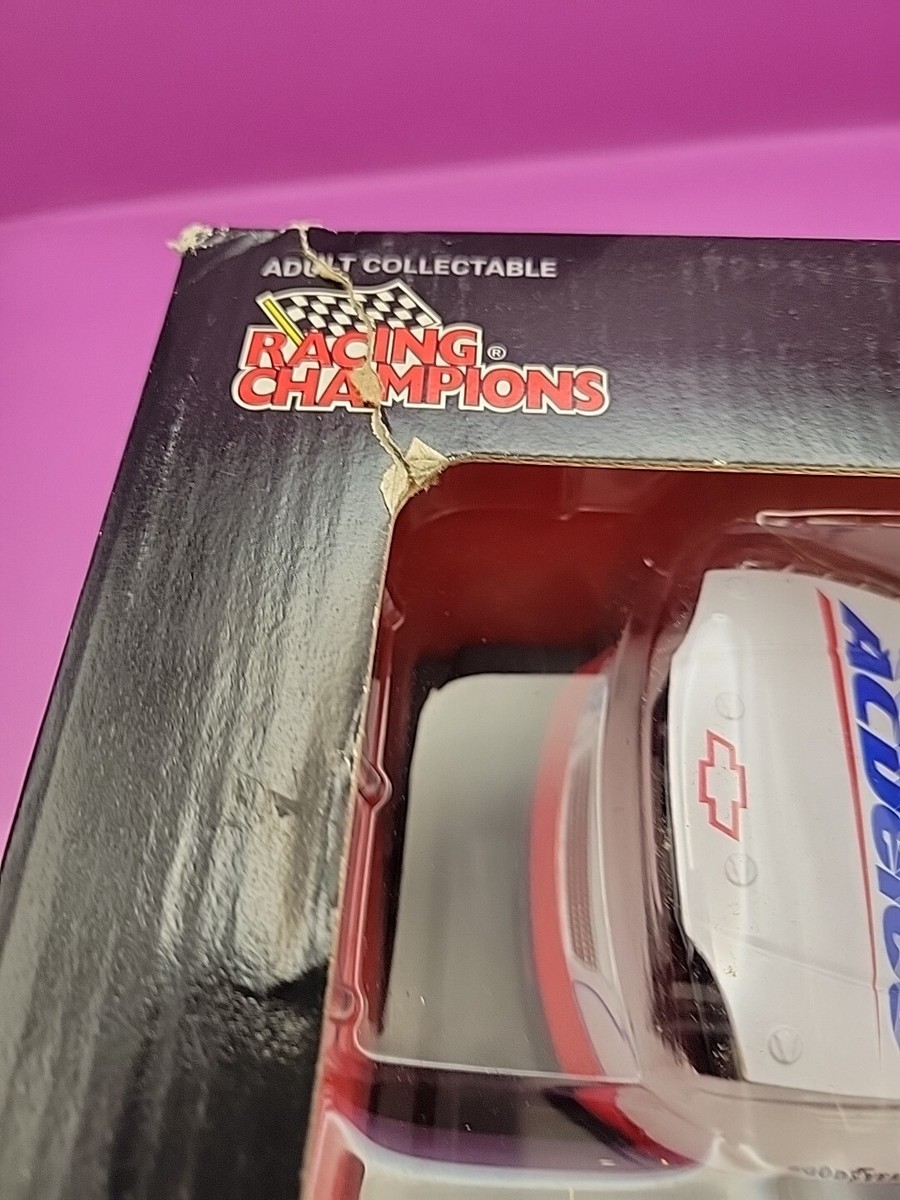 ADULT COLLECTABLE
RACING ®
CHAMPIONS
ACDelco